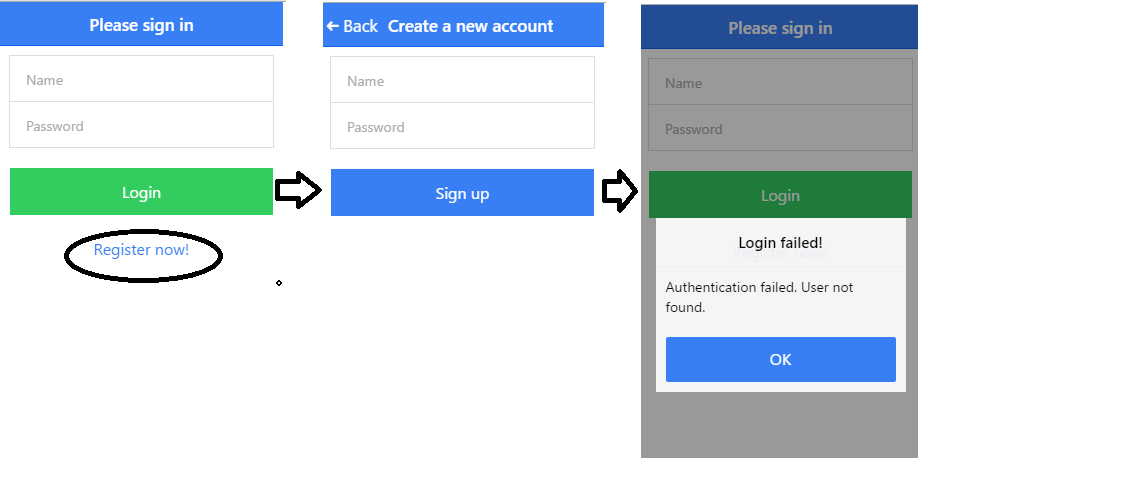 Please sign in
Name
Password
Login
Register now!
Back Create a new account
Name
Password
Sign up
Please sign in
Name
Password
Login
Login failed!
Register now!
Authentication failed. User not
found.
OK